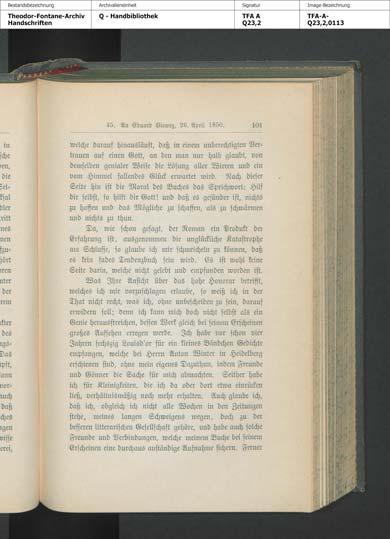 Bestandsbezeichnung
Archivalieneinheit
Signatur
Image-Bezeichnung
Theodor-Fontane-Archiv
Handschriften
Q - Handbibliothek
TFA A
Q23,2
TFA-A-
Q23,2,0113
45. An Eduard Vieweg, 26. April 1850. 101
welche darauf hinausläuft, daß in einem unberechtigten Ver-
trauen auf einen Gott, an den man nur halb glaubt, von
demselben genialer Weise die Lösung aller Wirren und ein
vom Himmel fallendes Glück erwartet wird. Nach dieser
Seite hin ist die Moral des Buches das Sprichwort: Hilf
dir selbst, so hilft dir Gott! und daß es gesünder ist, nichts
zu hoffen und das Mögliche zu schaffen, als zu schwärmen
und nichts zu thun.
Da, wie schon gesagt, der Roman ein Produkt der
Erfahrung ist, ausgenommen die unglückliche Katastrophe
am Schlusse, so glaube ich mir schmeicheln zu können, daß
es kein fades Tendenzbuch sein wird. Es ist wohl keine
Seite darin, welche nicht gelebt und empfunden worden ist.
Was Ihre Ansicht über das hohe Honorar betrifft,
welches ich mir vorzuschlagen erlaube, so weiß ich in der
That nicht recht, was ich, ohne unbescheiden zu sein, darauf
erwidern soll; denn ich kann mich doch nicht selbst als ein
Genie herausstreichen, dessen Werk gleich bei seinem Erscheinen
großes Aufsehen erregen werde. Ich habe vor schon vier
Jahren sechzig Louisd'or für ein kleines Bändchen Gedichte
empfangen, welche bei Herrn Anton Winter in Heidelberg
erschienen sind, ohne mein eigenes Dazuthun, indem Freunde
und Gönner die Sache für mich abmachten. Seither habe
ich für Kleinigkeiten, die ich da oder dort etwa einrücken
ließ, verhältnismäßig noch mehr erhalten. Auch glaube ich,
daß ich, obgleich ich nicht alle Wochen in den Zeitungen
stehe, meines langen Schweigens wegen, doch zu der
besseren litterarischen Gesellschaft gehöre, und habe auch solche
Freunde und Verbindungen, welche meinem Buche bei seinem
Erscheinen eine durchaus anständige Aufnahme sichern. Ferner